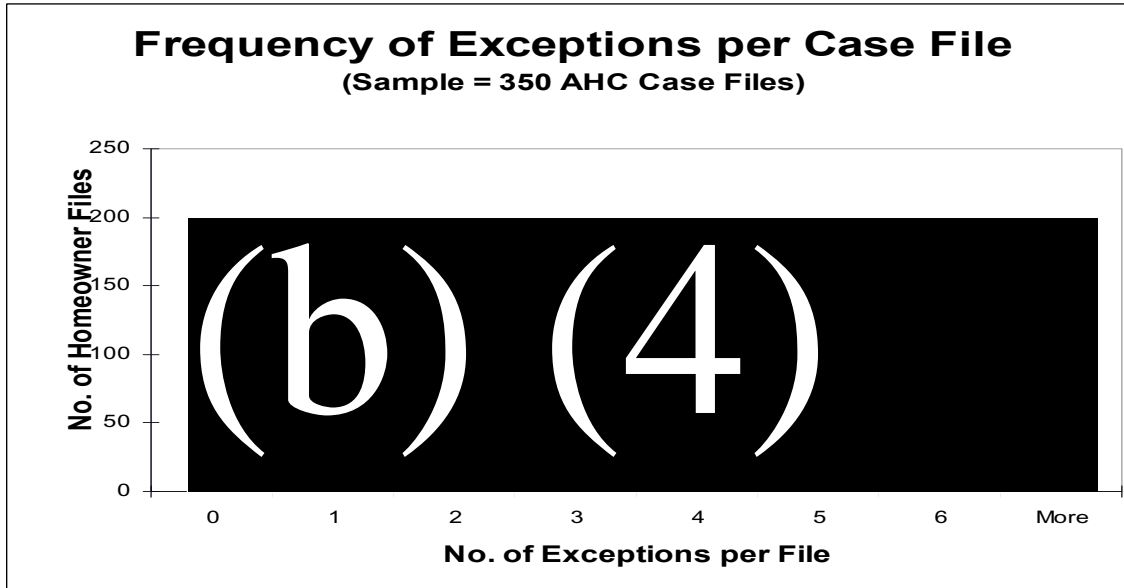 Frequency of Exceptions per Case File
(Sample = 350 AHC Case Files)
No. of Homeowner Files
250
200
150
100
50
0
(b) (4)
0 1 2 3 4 5 6 More
No. of Exceptions per File